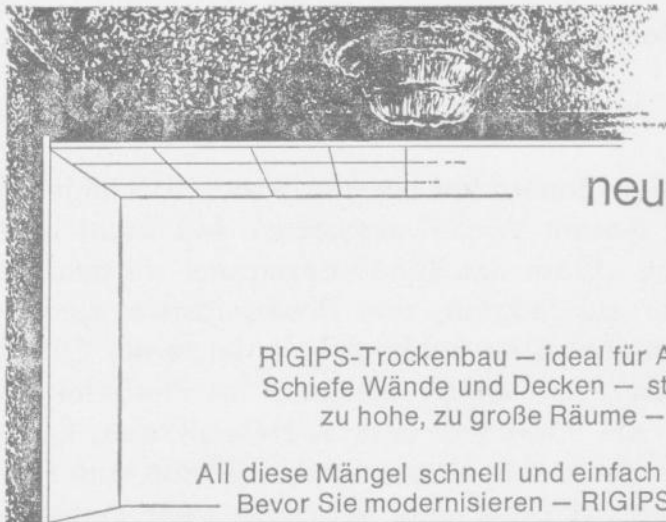 neu
RIGIPS-Trockenbau — ideal für A
Schiefe Wände und Decken — st
zu hohe, zu große Räume —
All diese Mängel schnell und einfach
Bevor Sie modernisieren — RIGIPS